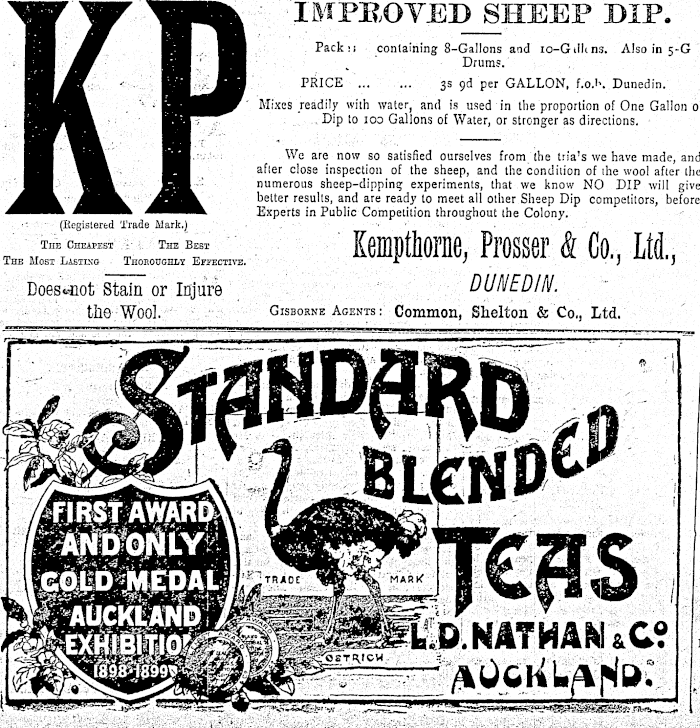 KP
(Registered Trade Mark.)
THE CHEAPEST THE BEST
THE MOST LASTING THOROUGHLY EFFECTIVE.
Does not Stain or Injure
the Wool.
IMPROVED SHEEP DIP.
containing 8-Gallons and 10-Gallons. Also in 5-G
Drums.
PRICE ... ... 3s 9d per GALLON, f.o.b. Dunedin.
Mixes readily with water, and is used in the proportion of One Gallon o
Dip to 100 Gallons of Water, or stronger as directions.
We are now so satisfied ourselves from the tria's we have made, and
after close inspection of the sheep, and the condition of the wool after the
numerous sheep-dipping experiments, that we know NO DIP will give
better results, and are ready to meet all other Sheep Dip competitors, before
Experts in Public Competition throughout the Colony.
Kempthorne, Prosser & Co., Ltd.,
DUNEDIN.
GISBORNE AGENTS: Common, Shelton & Co., Ltd.
STANDARD
BLENDED
TEAS
FIRST AWARD
AND ONLY
GOLD MEDAL
AUCKLAND
EXHIBITIO
1898-1899
TRADE MARK
OSTRICH
L.D. NATHAN & Co.
AUCKLAND.